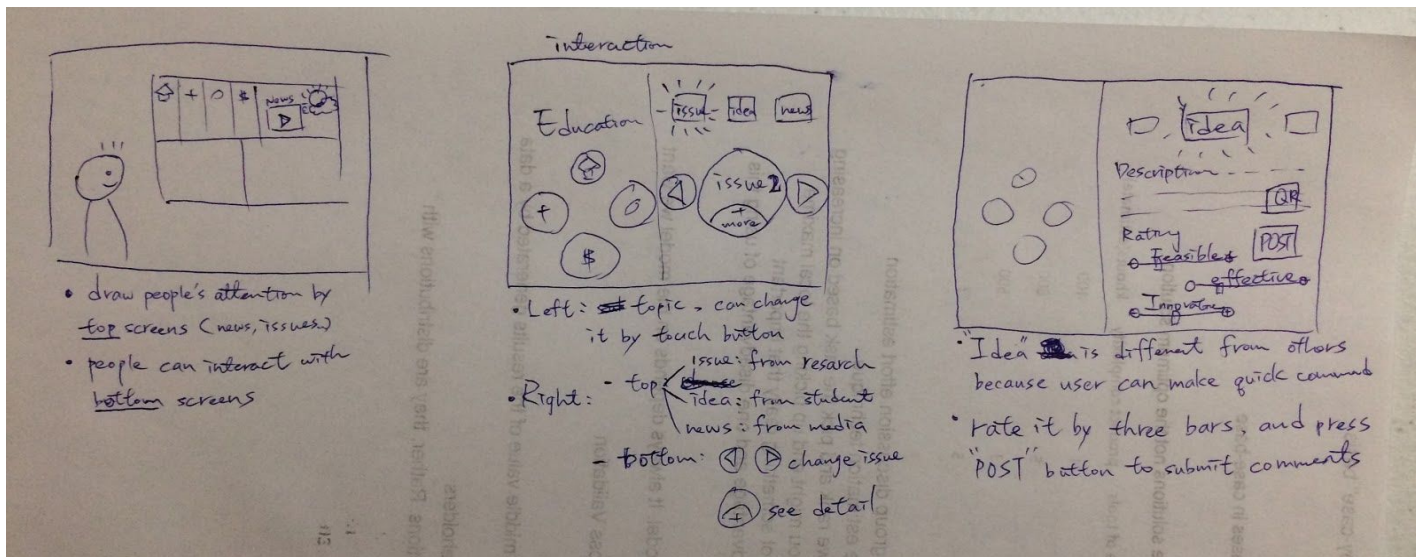 + O $ News
• draw people's attention by
top screens (news, issues..)
• people can interact with
bottom screens
interaction
Education
issue idea news
+ O $
issue 2
+
more
• Left: topic, can change
it by touch button
• Right: - top
issue: from resarch
idea: from student
news: from media
- bottom: change issue
+ see detail
idea
Description
QR
Rating
POST
Feasible
effective
Innovative
• "Idea" is different from others
because user can make quick command
• rate it by three bars, and press
"POST" button to submit comments